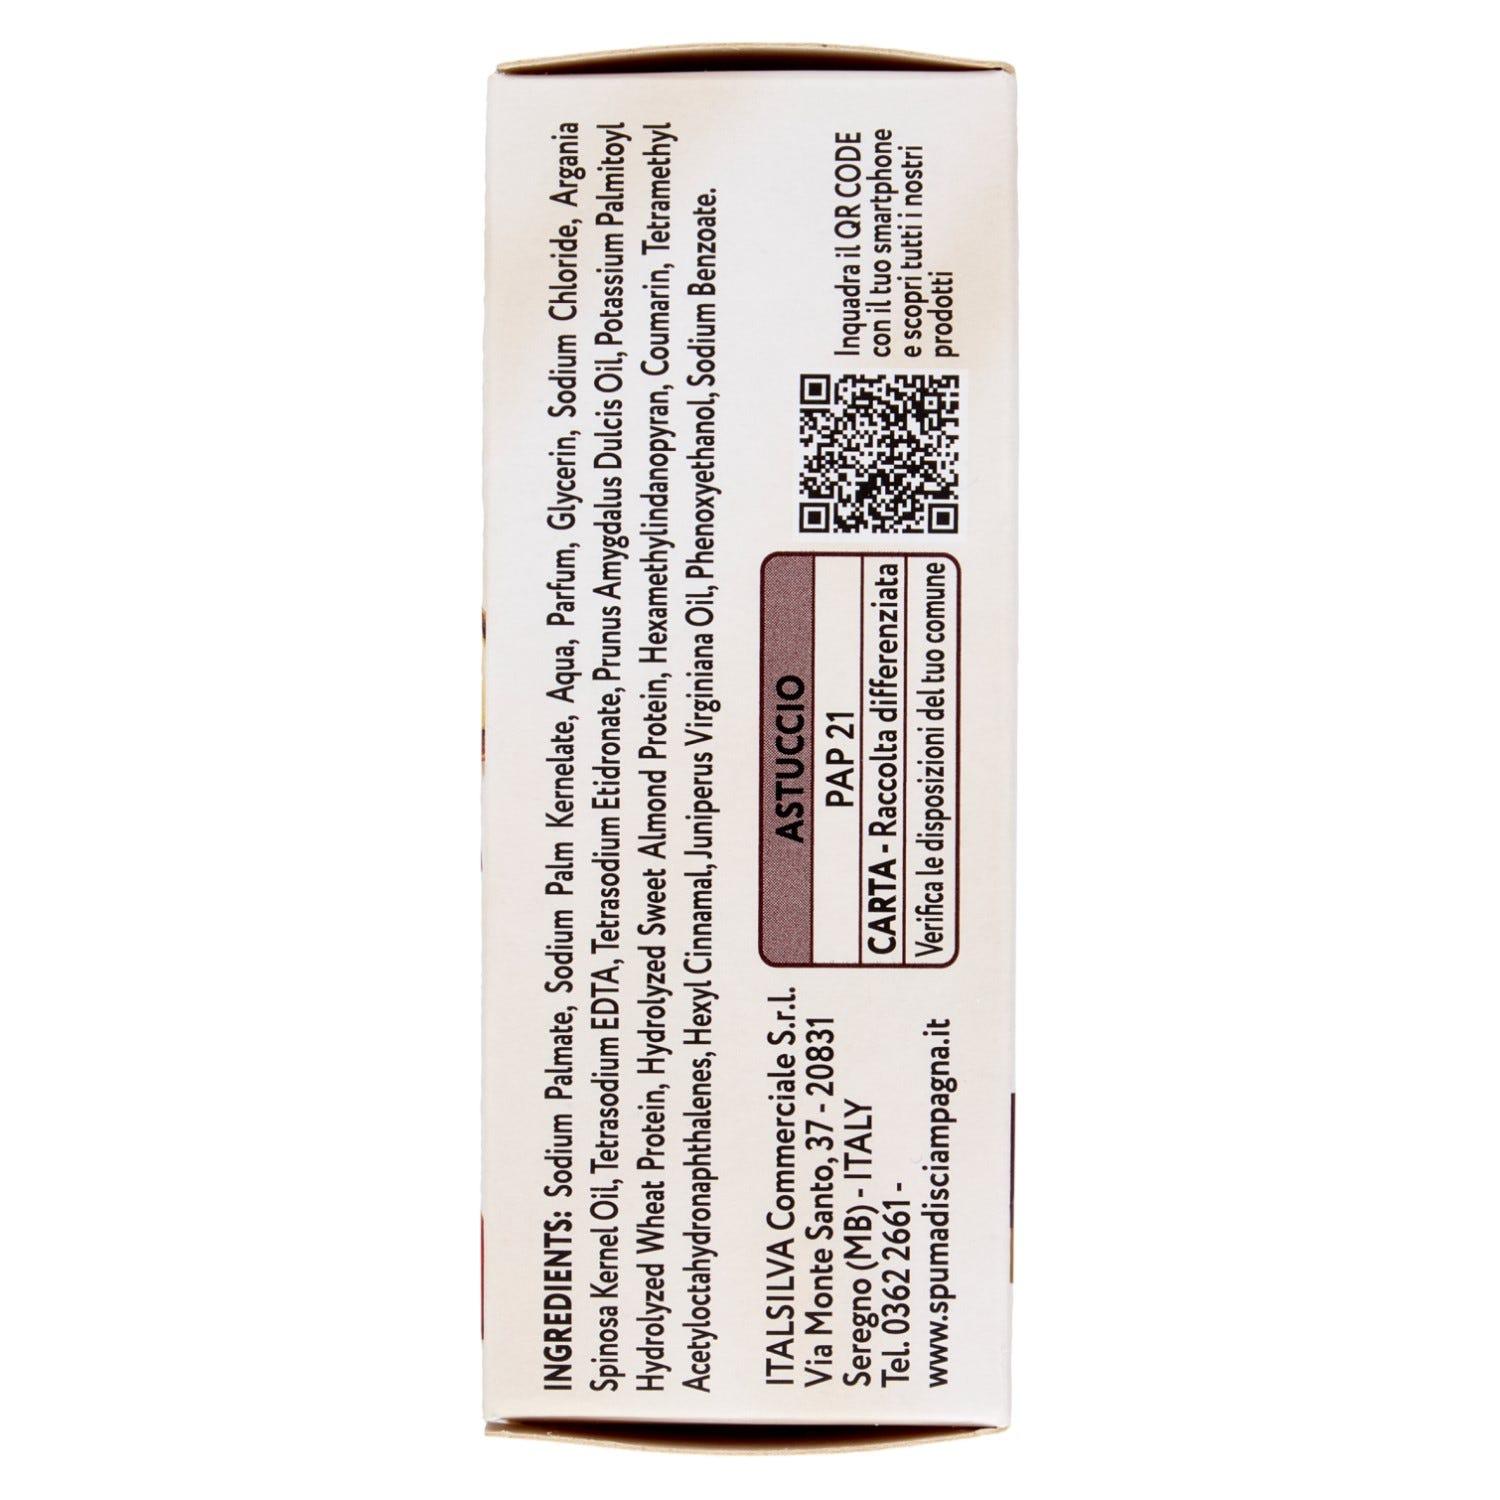 INGREDIENTS: Sodium Palmate, Sodium Palm Kernelate, Aqua, Parfum, Glycerin, Sodium Chloride, Argania
Spinosa Kernel Oil, Tetrasodium EDTA, Tetrasodium Etidronate, Prunus Amygdalus Dulcis Oil, Potassium Palmitoyl
Hydrolyzed Wheat Protein, Hydrolyzed Sweet Almond Protein, Hexamethylindanopyran, Coumarin, Tetramethyl
Acetyloctahydronaphthalenes, Hexyl Cinnamal, Juniperus Virginiana Oil, Phenoxyethanol, Sodium Benzoate.
ITALSILVA Commerciale S.r.l.
Via Monte Santo, 37 - 20831
Seregno (MB) - ITALY
Tel. 0362 2661 -
www.spumadisciampagna.it
ASTUCCIO
PAP 21
CARTA - Raccolta differenziata
Verifica le disposizioni del tuo comune
Inquadra il QR CODE
con il tuo smartphone
e scopri tutti i nostri
prodotti